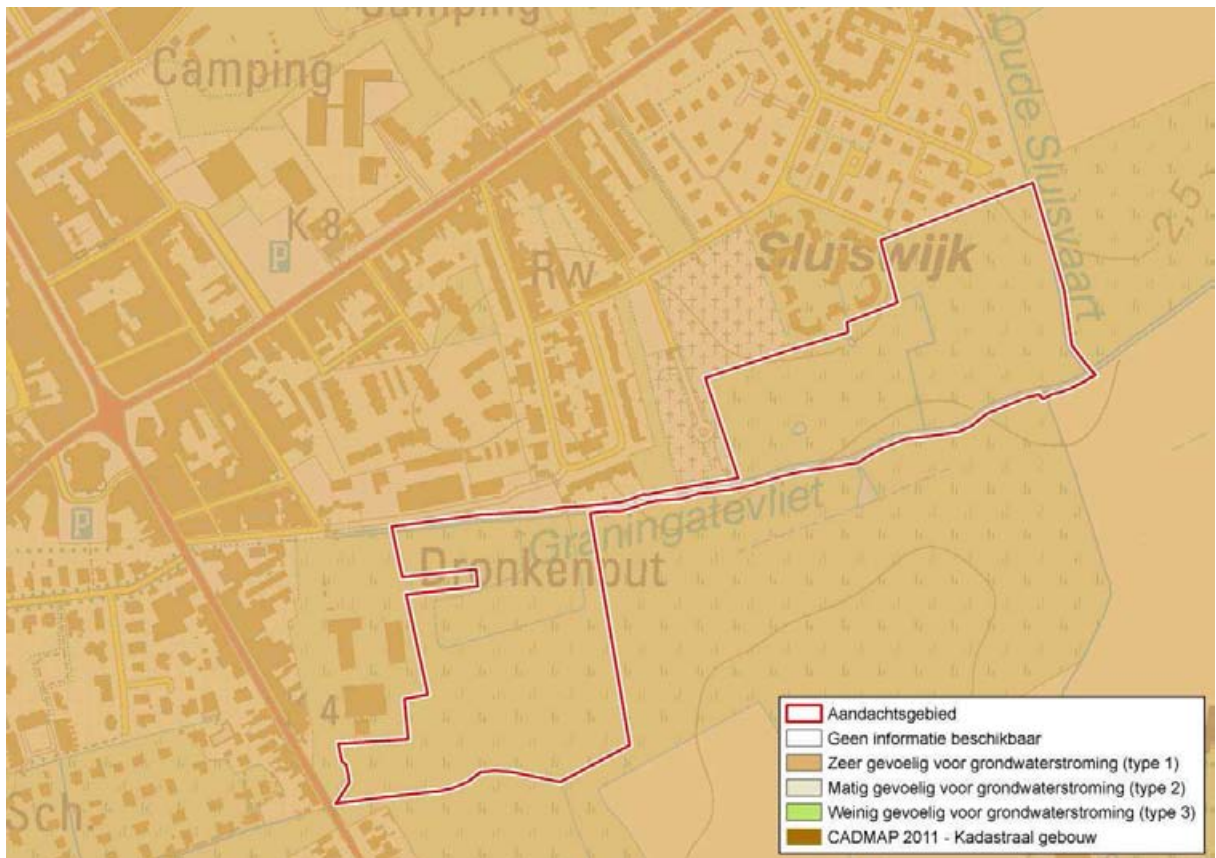 Camping
Camping
Oude Sluisvaart
2,5
K 8
P
Rw
Sluiswijk
P
Graningatevliet
Dronkenput
4
Sch.
Aandachtsgebied
Geen informatie beschikbaar
Zeer gevoelig voor grondwaterstroming (type 1)
Matig gevoelig voor grondwaterstroming (type 2)
Weinig gevoelig voor grondwaterstroming (type 3)
CADMAP 2011 - Kadastraal gebouw